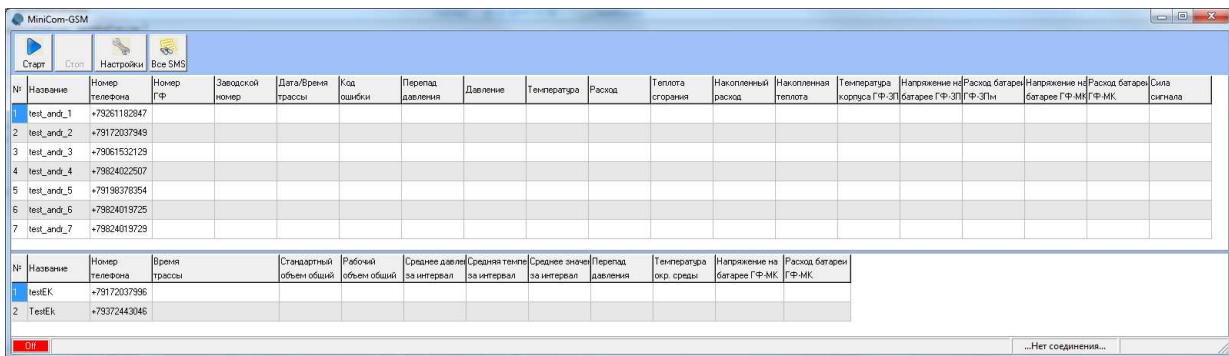 MiniCom-GSM
Старт Стоп Настройки Все SMS
№ Название Номер телефона Номер ГФ Заводской номер Дата/Время трассы Код ошибки Перепад давления Давление Температура Расход Теплота сгорания Накопленный расход Накопленная теплота Температура корпуса ГФ-ЗП Напряжение на батарее ГФ-ЗП Расход батареи ГФ-ЗПм Напряжение на батарее ГФ-МК Расход батареи ГФ-МК Сила сигнала
1 test_andr_1 +79261182847
2 test_andr_2 +79172037949
3 test_andr_3 +79061532129
4 test_andr_4 +79824022507
5 test_andr_5 +79198378354
6 test_andr_6 +79824019725
7 test_andr_7 +79824019729
№ Название Номер телефона Время трассы Стандартный объем общий Рабочий объем общий Среднее давле за интервал Средняя темпе за интервал Среднее значе за интервал Перепад давления Температура окр. среды Напряжение на батарее ГФ-МК Расход батареи ГФ-МК
1 testEK +79172037996
2 TestEk +79372443046
Off ...Нет соединения...